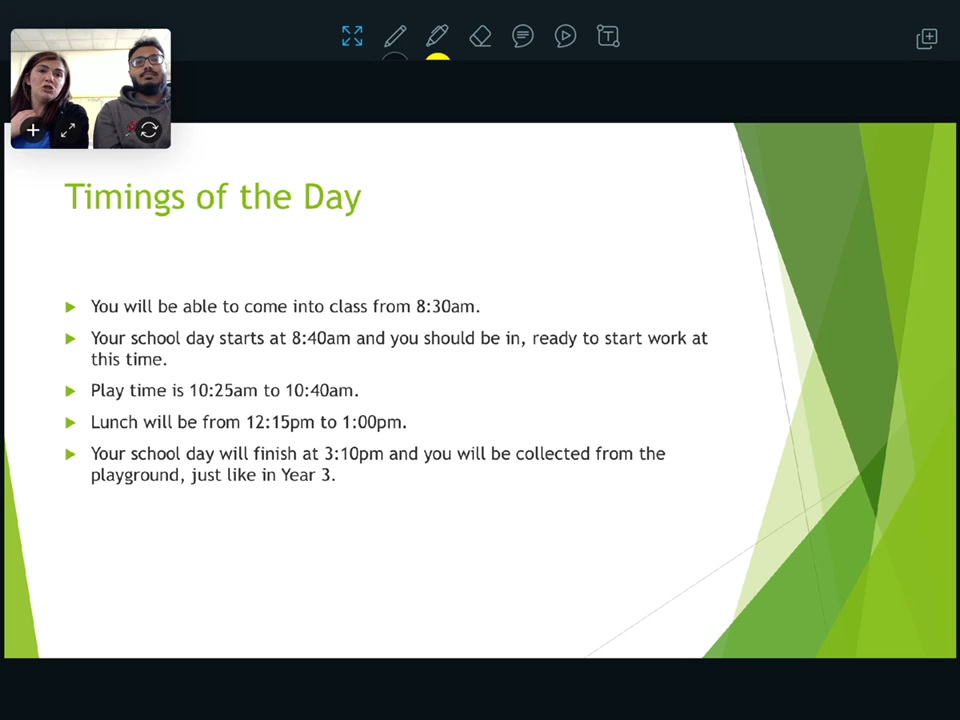 Timings of the Day
You will be able to come into class from 8:30am.
Your school day starts at 8:40am and you should be in, ready to start work at
this time.
Play time is 10:25am to 10:40am.
Lunch will be from 12:15pm to 1:00pm.
Your school day will finish at 3:10pm and you will be collected from the
playground, just like in Year 3.